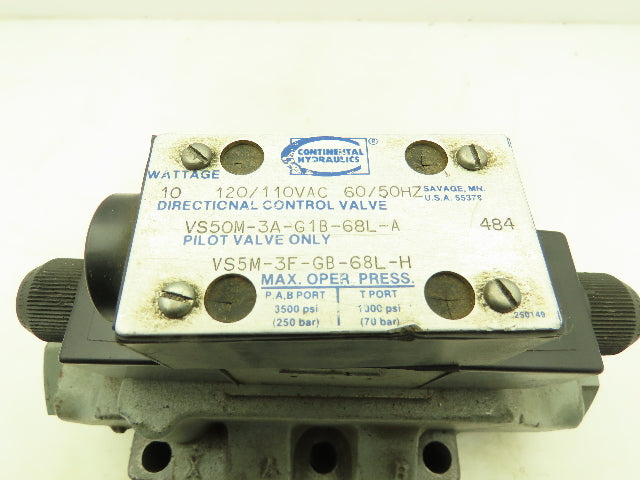 CONTINENTAL
HYDRAULICS
®
WATTAGE
10 120/110VAC 60/50HZ
SAVAGE, MN.
U.S.A. 55378
DIRECTIONAL CONTROL VALVE
VS50M-3A-G1B-68L-A 484
PILOT VALVE ONLY
VS5M-3F-GB-68L-H
MAX. OPER. PRESS.
P,A,B PORT T PORT
3500 psi 1000 psi
(250 bar) (70 bar)
250149
X A B